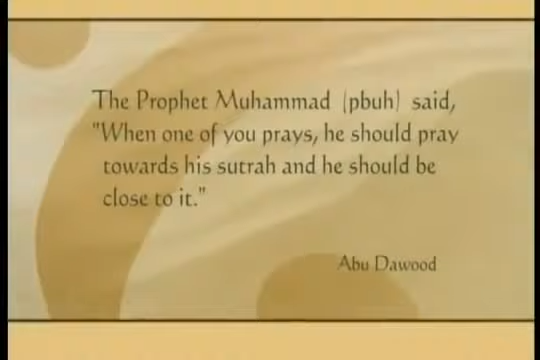 The Prophet Muhammad (pbuh) said,
"When one of you prays, he should pray
towards his sutrah and he should be
close to it."
Abu Dawood